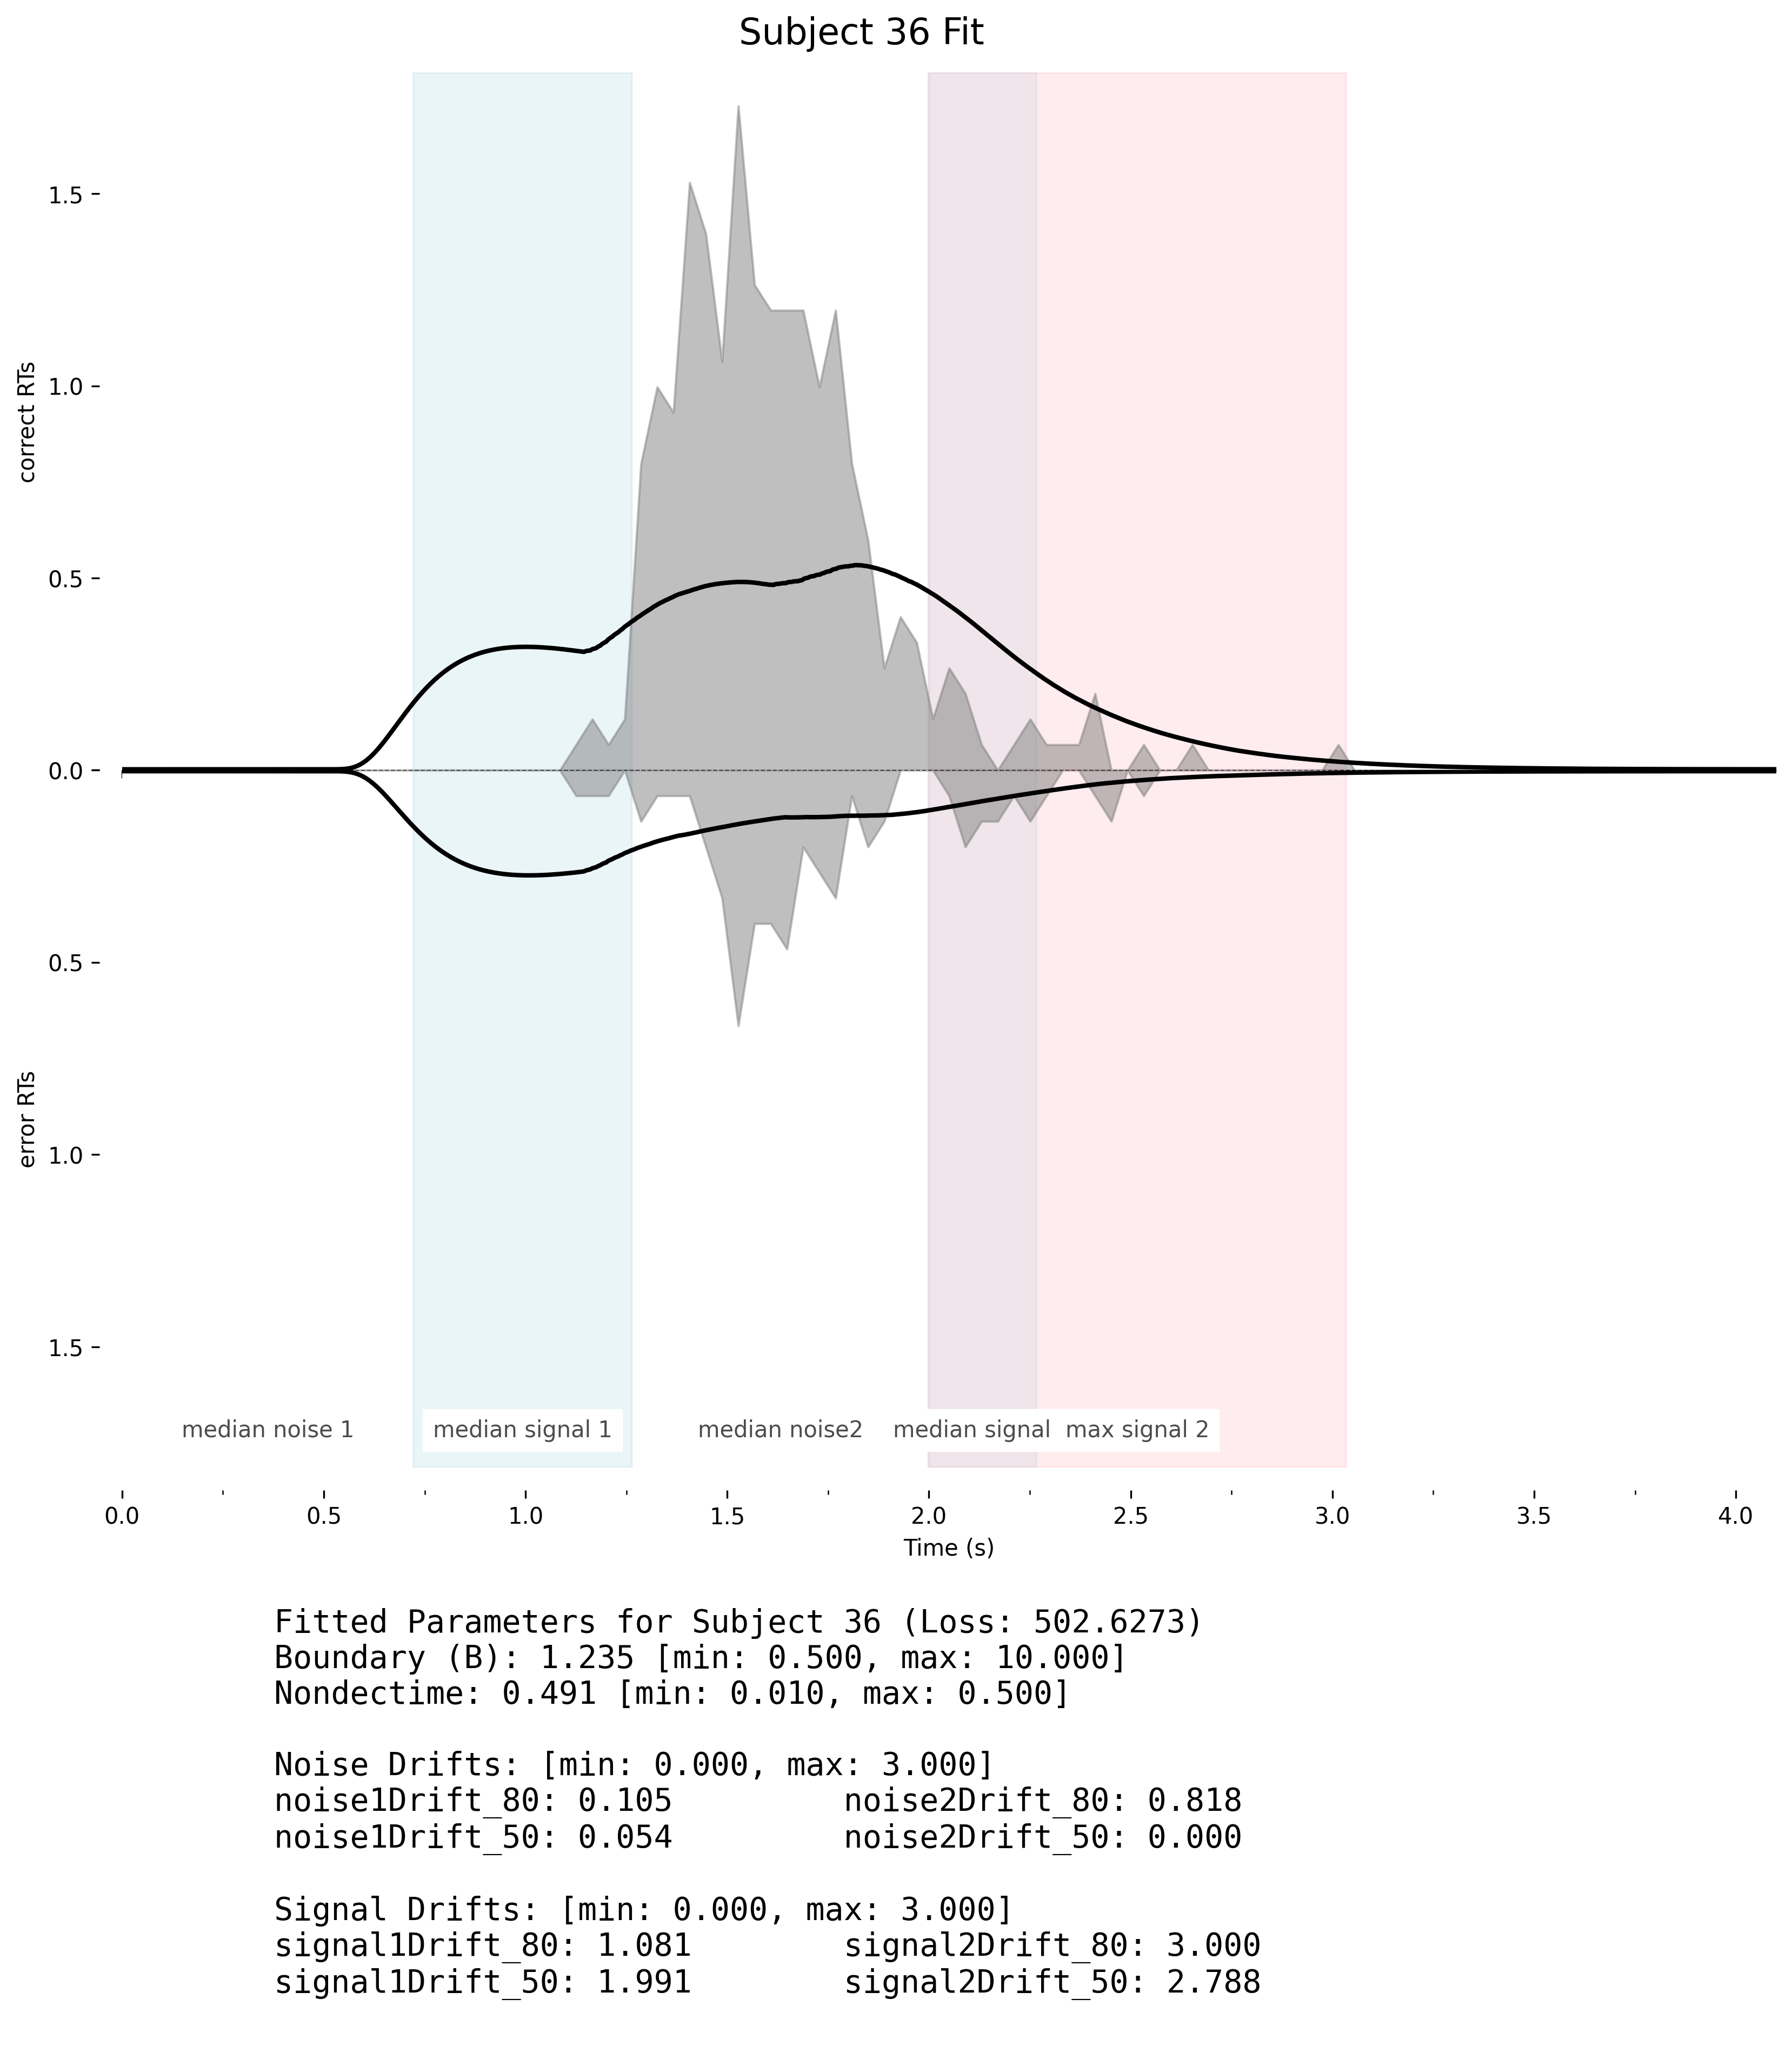 Subject 36 Fit
correct RTs
error RTs
1.5
1.0
0.5
0.0
0.5
1.0
1.5
median noise 1
median signal 1
median noise2
median signal
max signal 2
0.0 0.5 1.0 1.5 2.0 2.5 3.0 3.5 4.0
Time (s)
Fitted Parameters for Subject 36 (Loss: 502.6273)
Boundary (B): 1.235 [min: 0.500, max: 10.000]
Nondectime: 0.491 [min: 0.010, max: 0.500]
Noise Drifts: [min: 0.000, max: 3.000]
noise1Drift_80: 0.105 noise2Drift_80: 0.818
noise1Drift_50: 0.054 noise2Drift_50: 0.000
Signal Drifts: [min: 0.000, max: 3.000]
signal1Drift_80: 1.081 signal2Drift_80: 3.000
signal1Drift_50: 1.991 signal2Drift_50: 2.788